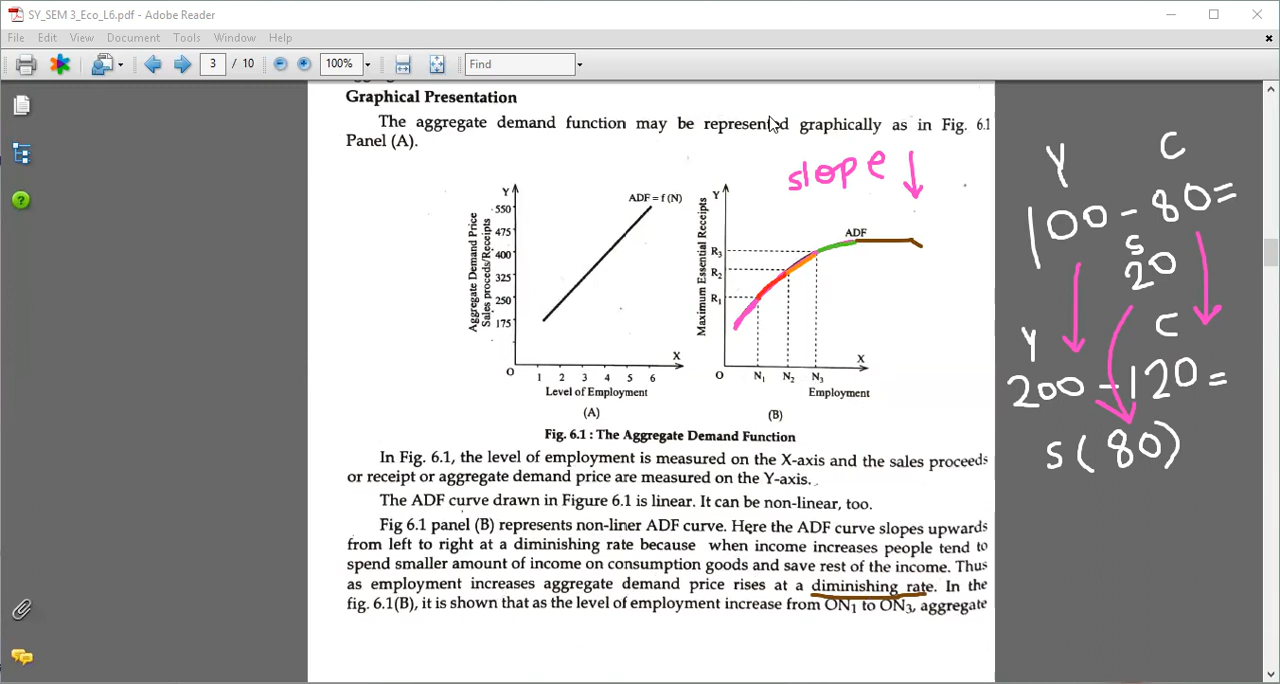 SY_SEM 3_Eco_L6.pdf - Adobe Reader
File Edit View Document Tools Window Help
3 / 10 100% Find
Graphical Presentation
The aggregate demand function may be represented graphically as in Fig. 6.1
Panel (A).
slope
Y
ADF = f (N)
550
475
400
325
250
175
Aggregate Demand Price
Sales proceds/Receipts
O 1 2 3 4 5 6 X
Level of Employment
(A)
Y
ADF
R3
R2
R1
Maximum Essential Receipts
O N1 N2 N3 X
Employment
(B)
Fig. 6.1 : The Aggregate Demand Function
In Fig. 6.1, the level of employment is measured on the X-axis and the sales proceeds
or receipt or aggregate demand price are measured on the Y-axis.
The ADF curve drawn in Figure 6.1 is linear. It can be non-linear, too.
Fig 6.1 panel (B) represents non-liner ADF curve. Here the ADF curve slopes upwards
from left to right at a diminishing rate because when income increases people tend to
spend smaller amount of income on consumption goods and save rest of the income. Thus
as employment increases aggregate demand price rises at a diminishing rate. In the
fig. 6.1(B), it is shown that as the level of employment increase from ON1 to ON3, aggregate
Y C
100 - 80 =
S
20
Y C
200 - 120 =
S (80)